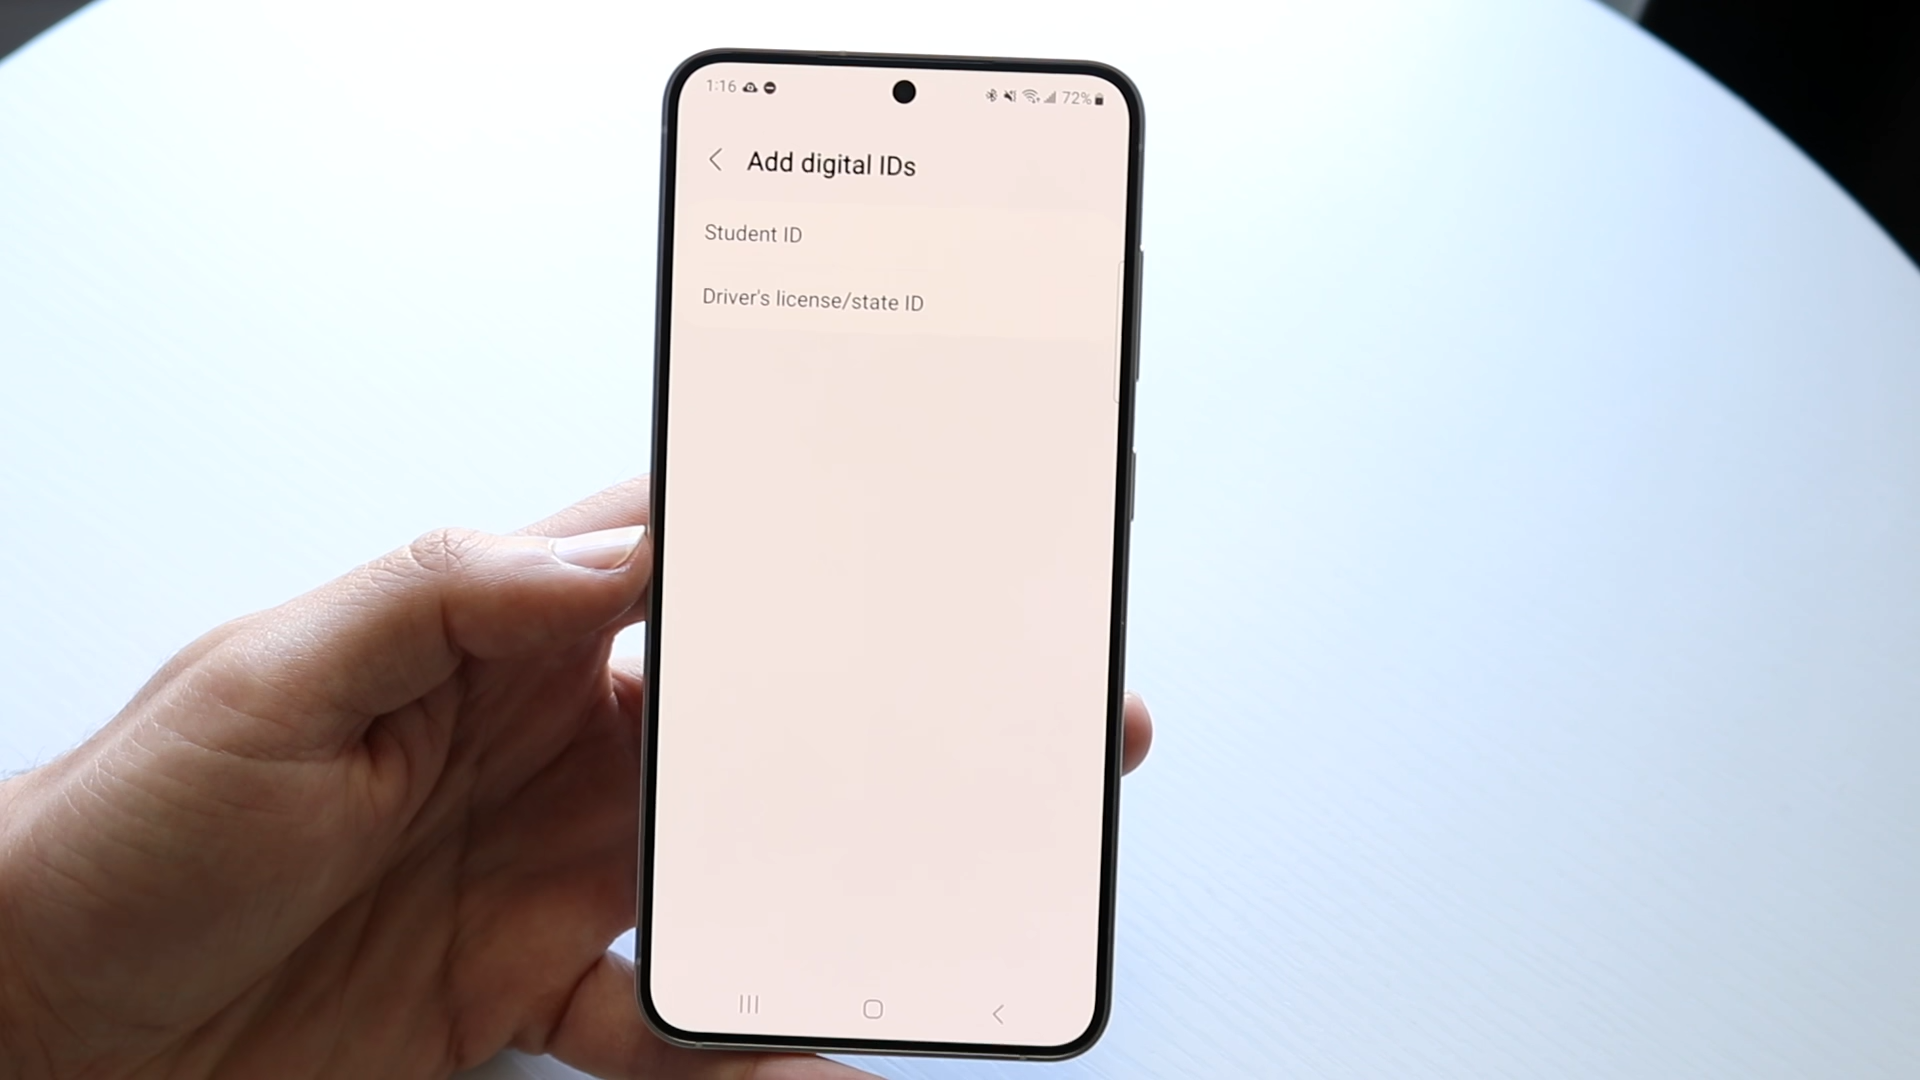 1:16
72%
Add digital IDs
Student ID
Driver's license/state ID